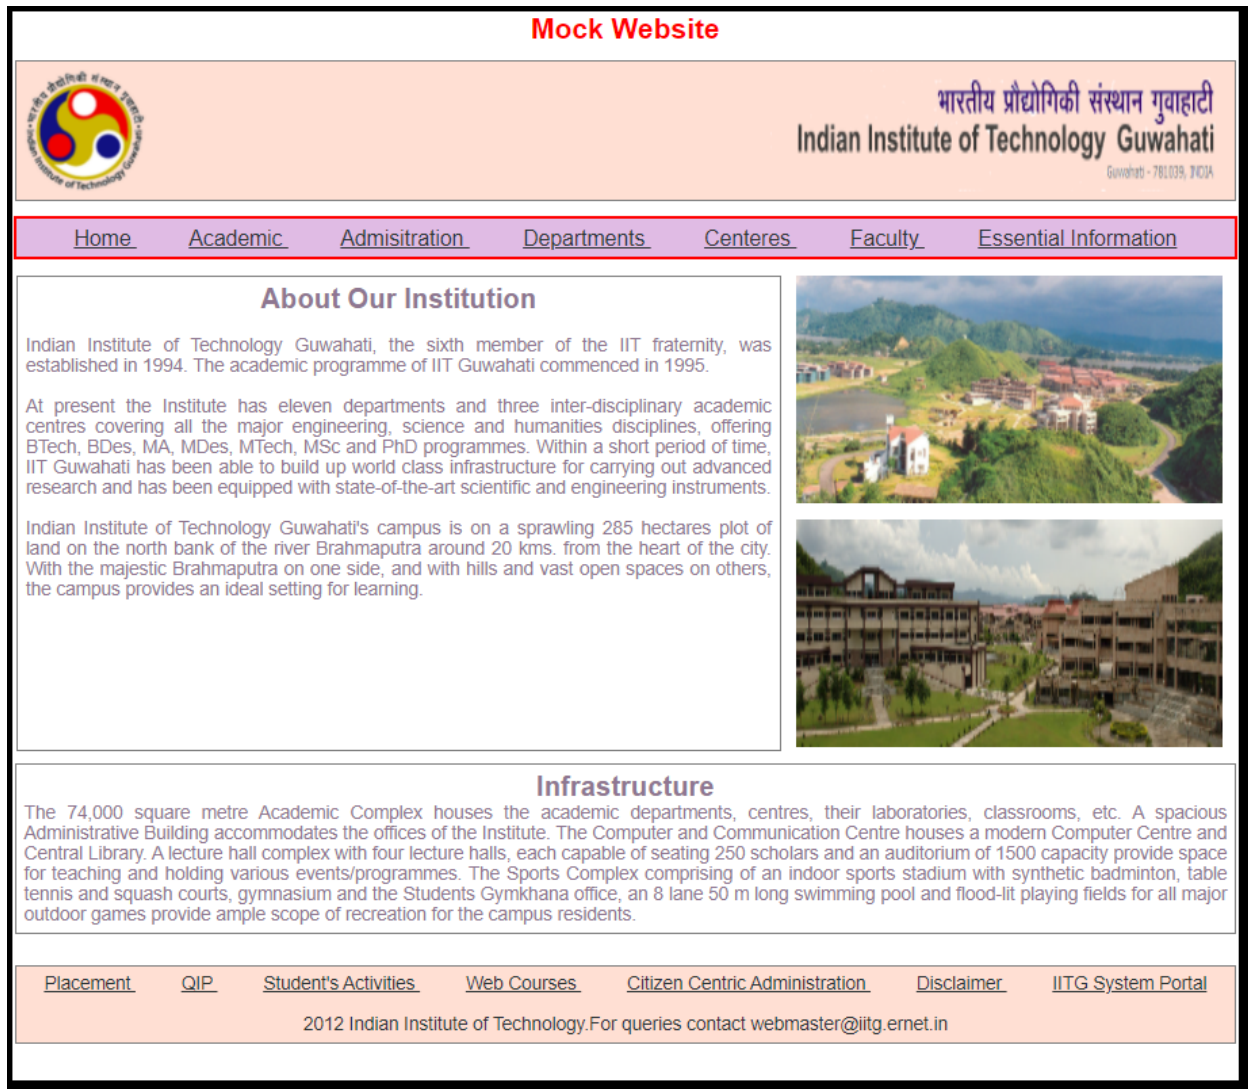 Mock Website
भारतीय प्रौद्योगिकी संस्थान गुवाहाटी
Indian Institute of Technology Guwahati
Guwahati - 781039, INDIA
भारतीय प्रौद्योगिकी संस्थान गुवाहाटी
Indian Institute of Technology Guwahati
Home Academic Admisitration Departments Centeres Faculty Essential Information
About Our Institution
Indian Institute of Technology Guwahati, the sixth member of the IIT fraternity, was
established in 1994. The academic programme of IIT Guwahati commenced in 1995.
At present the Institute has eleven departments and three inter-disciplinary academic
centres covering all the major engineering, science and humanities disciplines, offering
BTech, BDes, MA, MDes, MTech, MSc and PhD programmes. Within a short period of time,
IIT Guwahati has been able to build up world class infrastructure for carrying out advanced
research and has been equipped with state-of-the-art scientific and engineering instruments.
Indian Institute of Technology Guwahati's campus is on a sprawling 285 hectares plot of
land on the north bank of the river Brahmaputra around 20 kms. from the heart of the city.
With the majestic Brahmaputra on one side, and with hills and vast open spaces on others,
the campus provides an ideal setting for learning.
Infrastructure
The 74,000 square metre Academic Complex houses the academic departments, centres, their laboratories, classrooms, etc. A spacious
Administrative Building accommodates the offices of the Institute. The Computer and Communication Centre houses a modern Computer Centre and
Central Library. A lecture hall complex with four lecture halls, each capable of seating 250 scholars and an auditorium of 1500 capacity provide space
for teaching and holding various events/programmes. The Sports Complex comprising of an indoor sports stadium with synthetic badminton, table
tennis and squash courts, gymnasium and the Students Gymkhana office, an 8 lane 50 m long swimming pool and flood-lit playing fields for all major
outdoor games provide ample scope of recreation for the campus residents.
Placement QIP Student's Activities Web Courses Citizen Centric Administration Disclaimer IITG System Portal
2012 Indian Institute of Technology.For queries contact webmaster@iitg.ernet.in